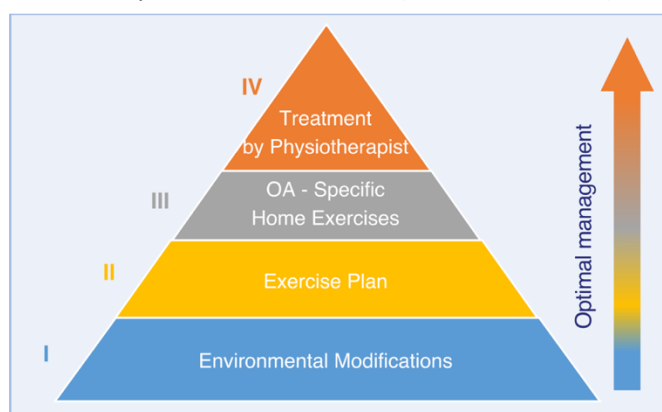 IV
Treatment
by Physiotherapist
III
OA - Specific
Home Exercises
II
Exercise Plan
I
Environmental Modifications
Optimal management